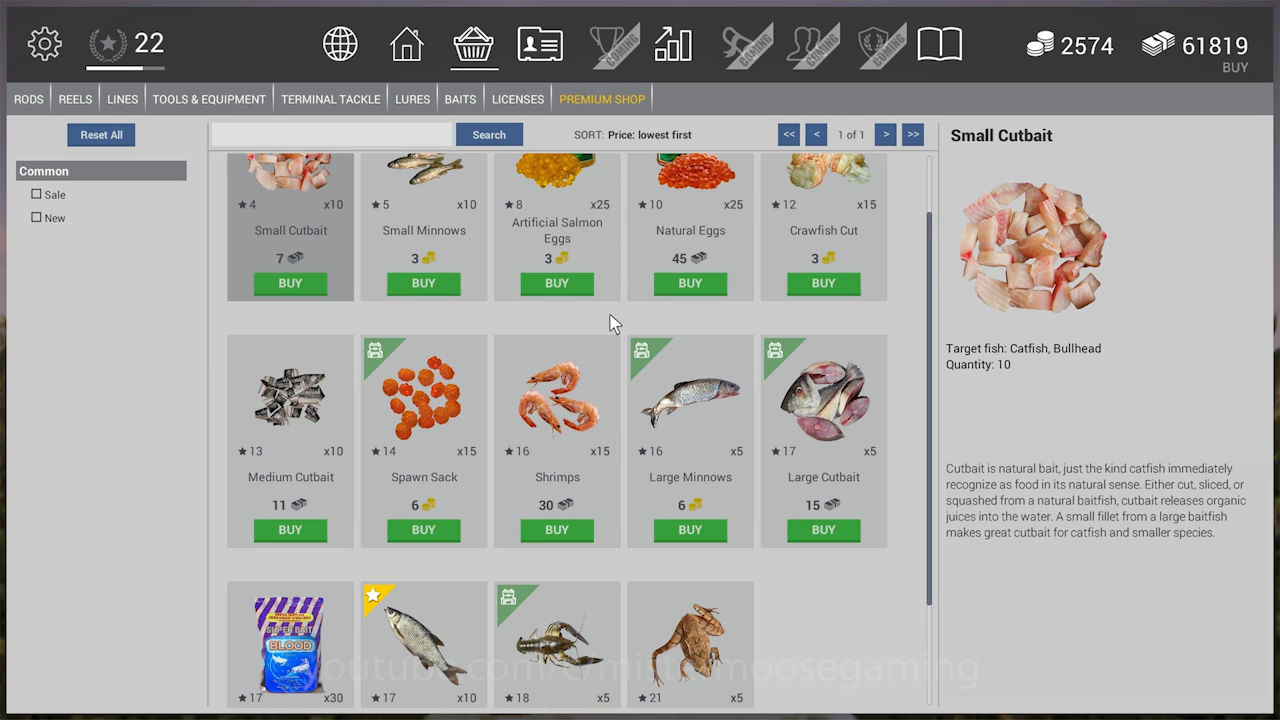 22
COMING
COMING
COMING
COMING
2574
61819
BUY
RODS
REELS
LINES
TOOLS & EQUIPMENT
TERMINAL TACKLE
LURES
BAITS
LICENSES
PREMIUM SHOP
Reset All
Search
SORT: Price: lowest first
<<
<
1 of 1
>
>>
Small Cutbait
Common
Sale
New
4 x10
Small Cutbait
7
BUY
5 x10
Small Minnows
3
BUY
8 x25
Artificial Salmon
Eggs
3
BUY
10 x25
Natural Eggs
45
BUY
12 x15
Crawfish Cut
3
BUY
Target fish: Catfish, Bullhead
Quantity: 10
Cutbait is natural bait, just the kind catfish immediately
recognize as food in its natural sense. Either cut, sliced, or
squashed from a natural baitfish, cutbait releases organic
juices into the water. A small fillet from a large baitfish
makes great cutbait for catfish and smaller species.
13 x10
Medium Cutbait
11
BUY
14 x15
Spawn Sack
6
BUY
16 x15
Shrimps
30
BUY
16 x5
Large Minnows
6
BUY
17 x5
Large Cutbait
15
BUY
SUPER BAIT
BLOOD
17 x30
17 x10
18 x5
21 x5